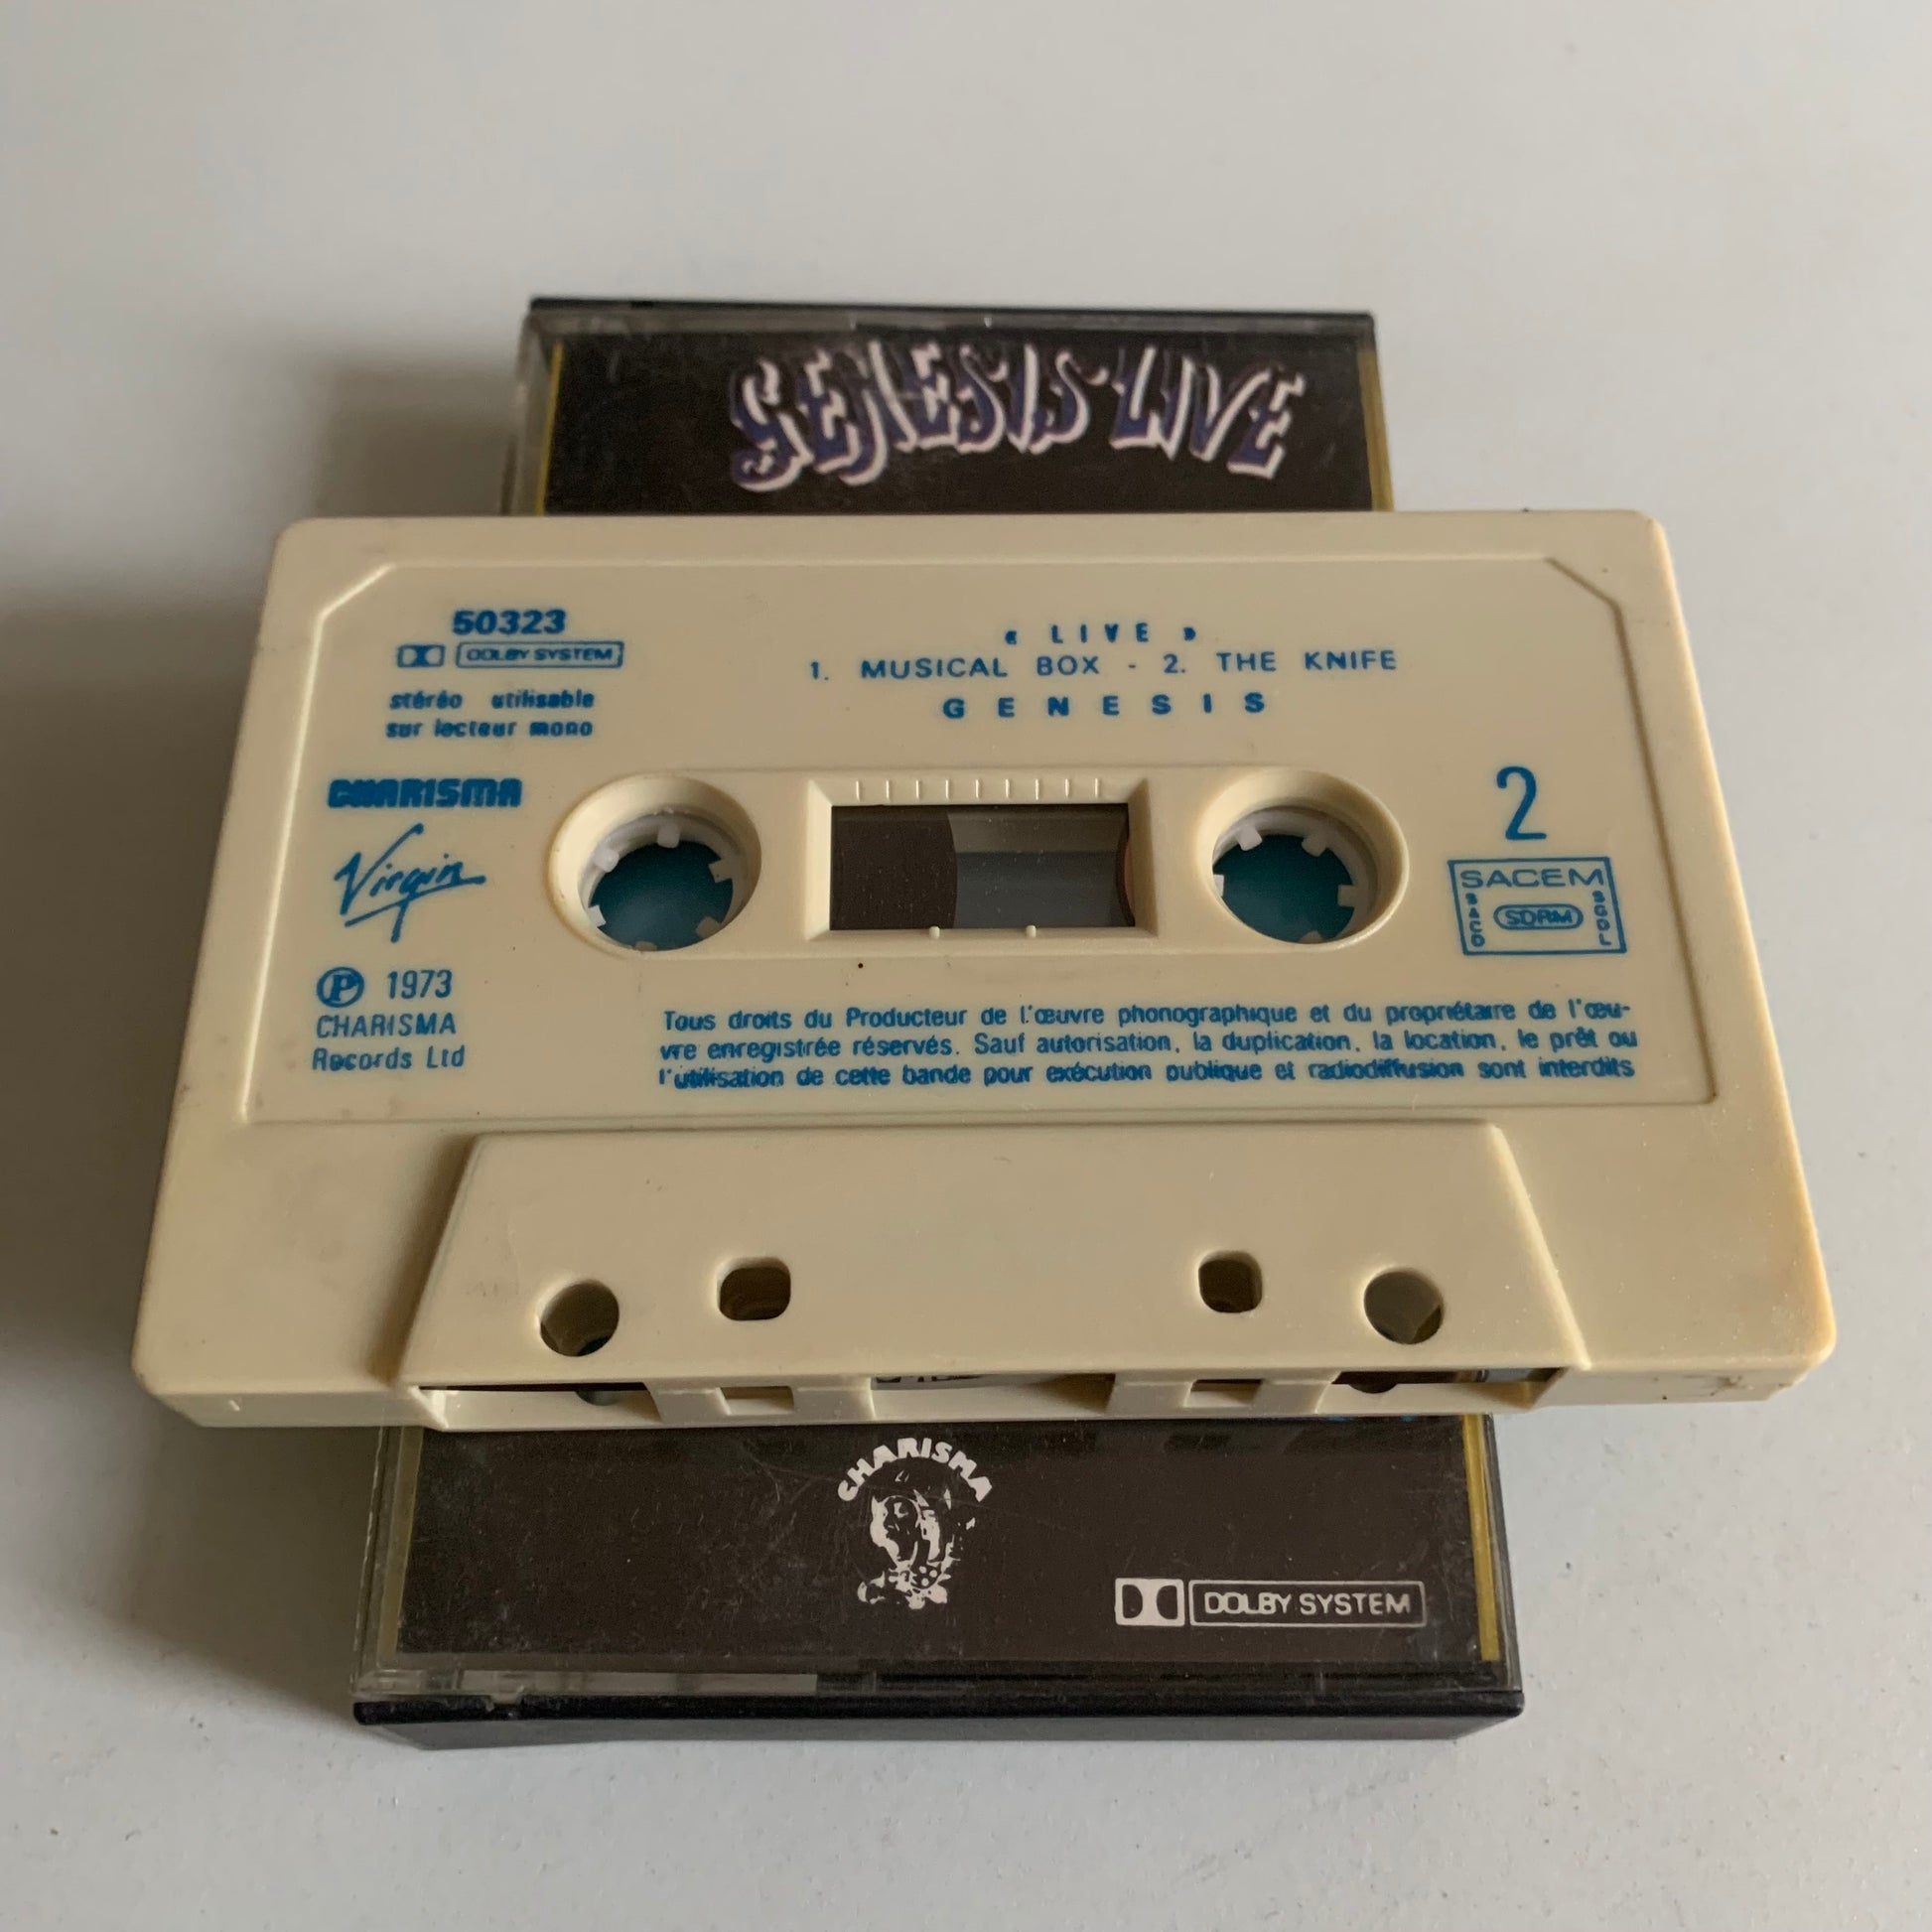 GENESIS LIVE
50323
DOLBY SYSTEM
stéréo utilisable
sur lecteur mono
« LIVE »
1. MUSICAL BOX - 2. THE KNIFE
GENESIS
CHARISMA
Virgin
2
SACEM
SACD
SDRM
SGDL
℗ 1973
CHARISMA
Records Ltd
Tous droits du Producteur de l'œuvre phonographique et du propriétaire de l'œu-
vre enregistrée réservés. Sauf autorisation, la duplication, la location, le prêt ou
l'utilisation de cette bande pour exécution publique et radiodiffusion sont interdits
CHARISMA
DOLBY SYSTEM